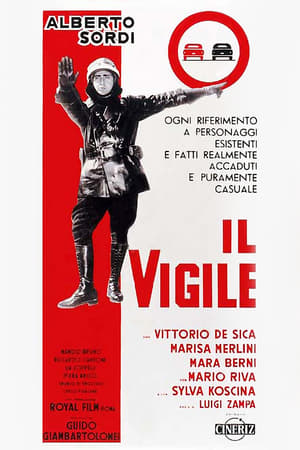 ALBERTO
SORDI
OGNI RIFERIMENTO
A PERSONAGGI
ESISTENTI
E FATTI REALMENTE
ACCADUTI
E PURAMENTE
CASUALE
IL
VIGILE
... VITTORIO DE SICA
MARISA MERLINI
MARA BERNI
... MARIO RIVA
... SYLVA KOSCINA
..... LUIGI ZAMPA
ROYAL FILM
GUIDO
GIAMBARTOLOMEI
CINERIZ